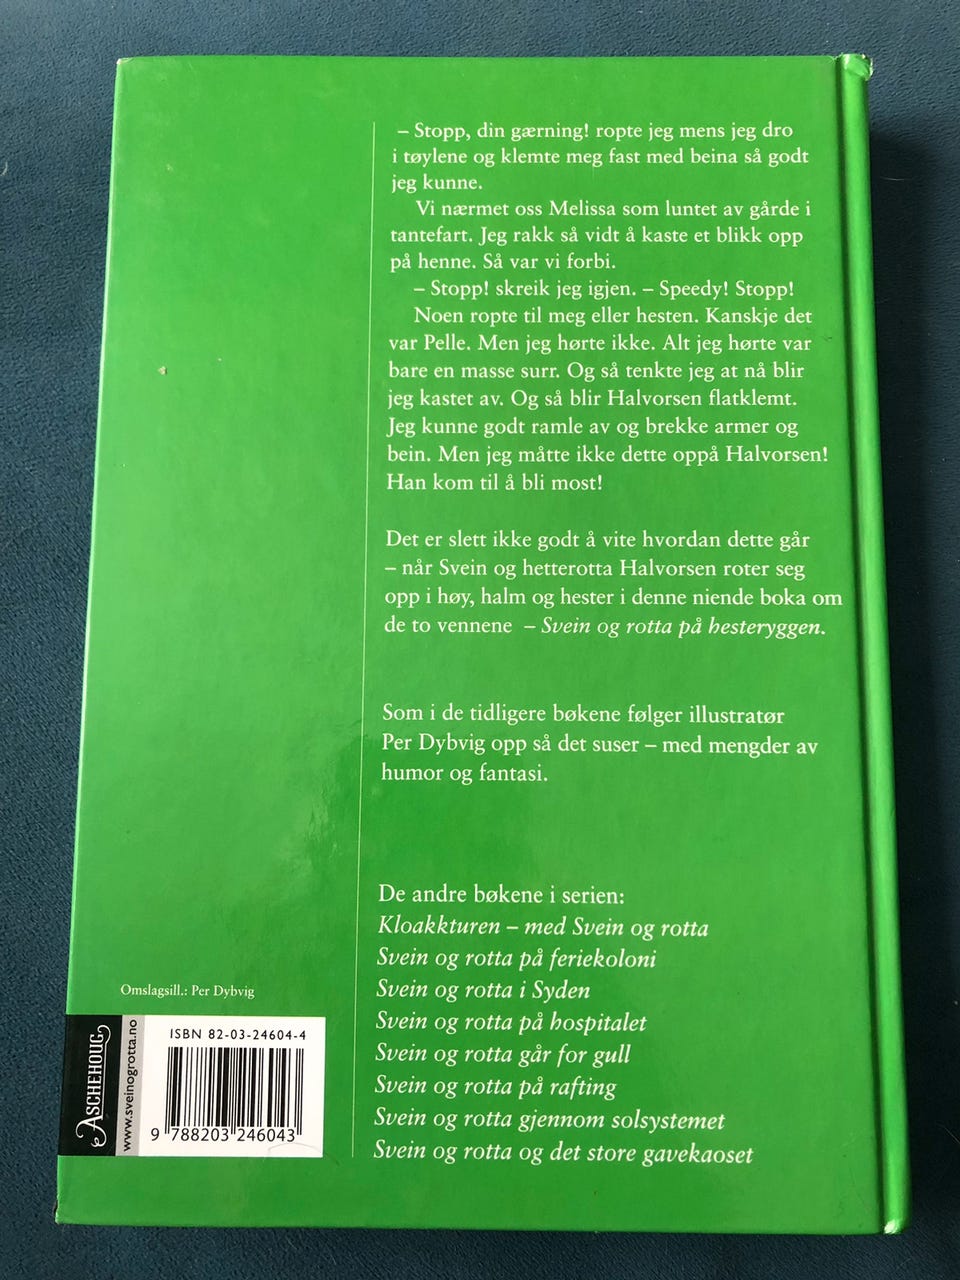 – Stopp, din gærning! ropte jeg mens jeg dro
i tøylene og klemte meg fast med beina så godt
jeg kunne.
Vi nærmet oss Melissa som luntet av gårde i
tantefart. Jeg rakk så vidt å kaste et blikk opp
på henne. Så var vi forbi.
– Stopp! skreik jeg igjen. – Speedy! Stopp!
Noen ropte til meg eller hesten. Kanskje det
var Pelle. Men jeg hørte ikke. Alt jeg hørte var
bare en masse surr. Og så tenkte jeg at nå blir
jeg kastet av. Og så blir Halvorsen flatklemt.
Jeg kunne godt ramle av og brekke armer og
bein. Men jeg måtte ikke dette oppå Halvorsen!
Han kom til å bli most!
Det er slett ikke godt å vite hvordan dette går
– når Svein og hetterotta Halvorsen roter seg
opp i høy, halm og hester i denne niende boka om
de to vennene – Svein og rotta på hesteryggen.
Som i de tidligere bøkene følger illustratør
Per Dybvig opp så det suser – med mengder av
humor og fantasi.
De andre bøkene i serien:
Kloakkturen – med Svein og rotta
Svein og rotta på feriekoloni
Svein og rotta i Syden
Svein og rotta på hospitalet
Svein og rotta går for gull
Svein og rotta på rafting
Svein og rotta gjennom solsystemet
Svein og rotta og det store gavekaoset
Omslagsill.: Per Dybvig
ASCHEHOUG
www.sveinogrotta.no
ISBN 82-03-24604-4
9 788203 246043